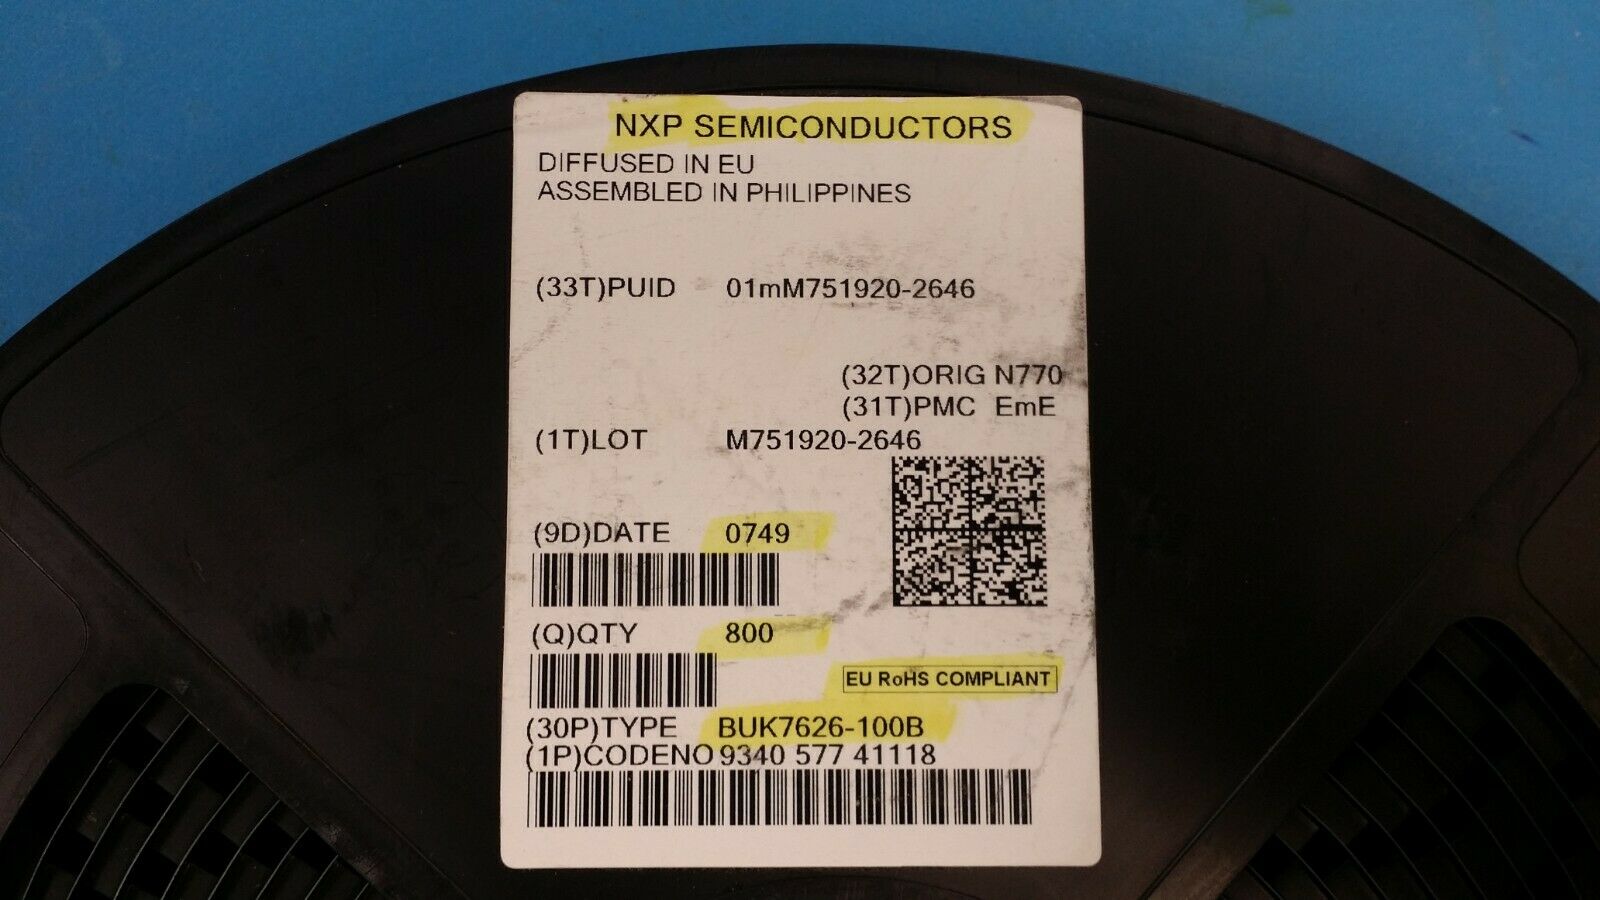 NXP SEMICONDUCTORS
DIFFUSED IN EU
ASSEMBLED IN PHILIPPINES
(33T)PUID 01mM751920-2646
(32T)ORIG N770
(31T)PMC EmE
(1T)LOT M751920-2646
(9D)DATE 0749
(Q)QTY 800
EU RoHS COMPLIANT
(30P)TYPE BUK7626-100B
(1P)CODENO 9340 577 41118